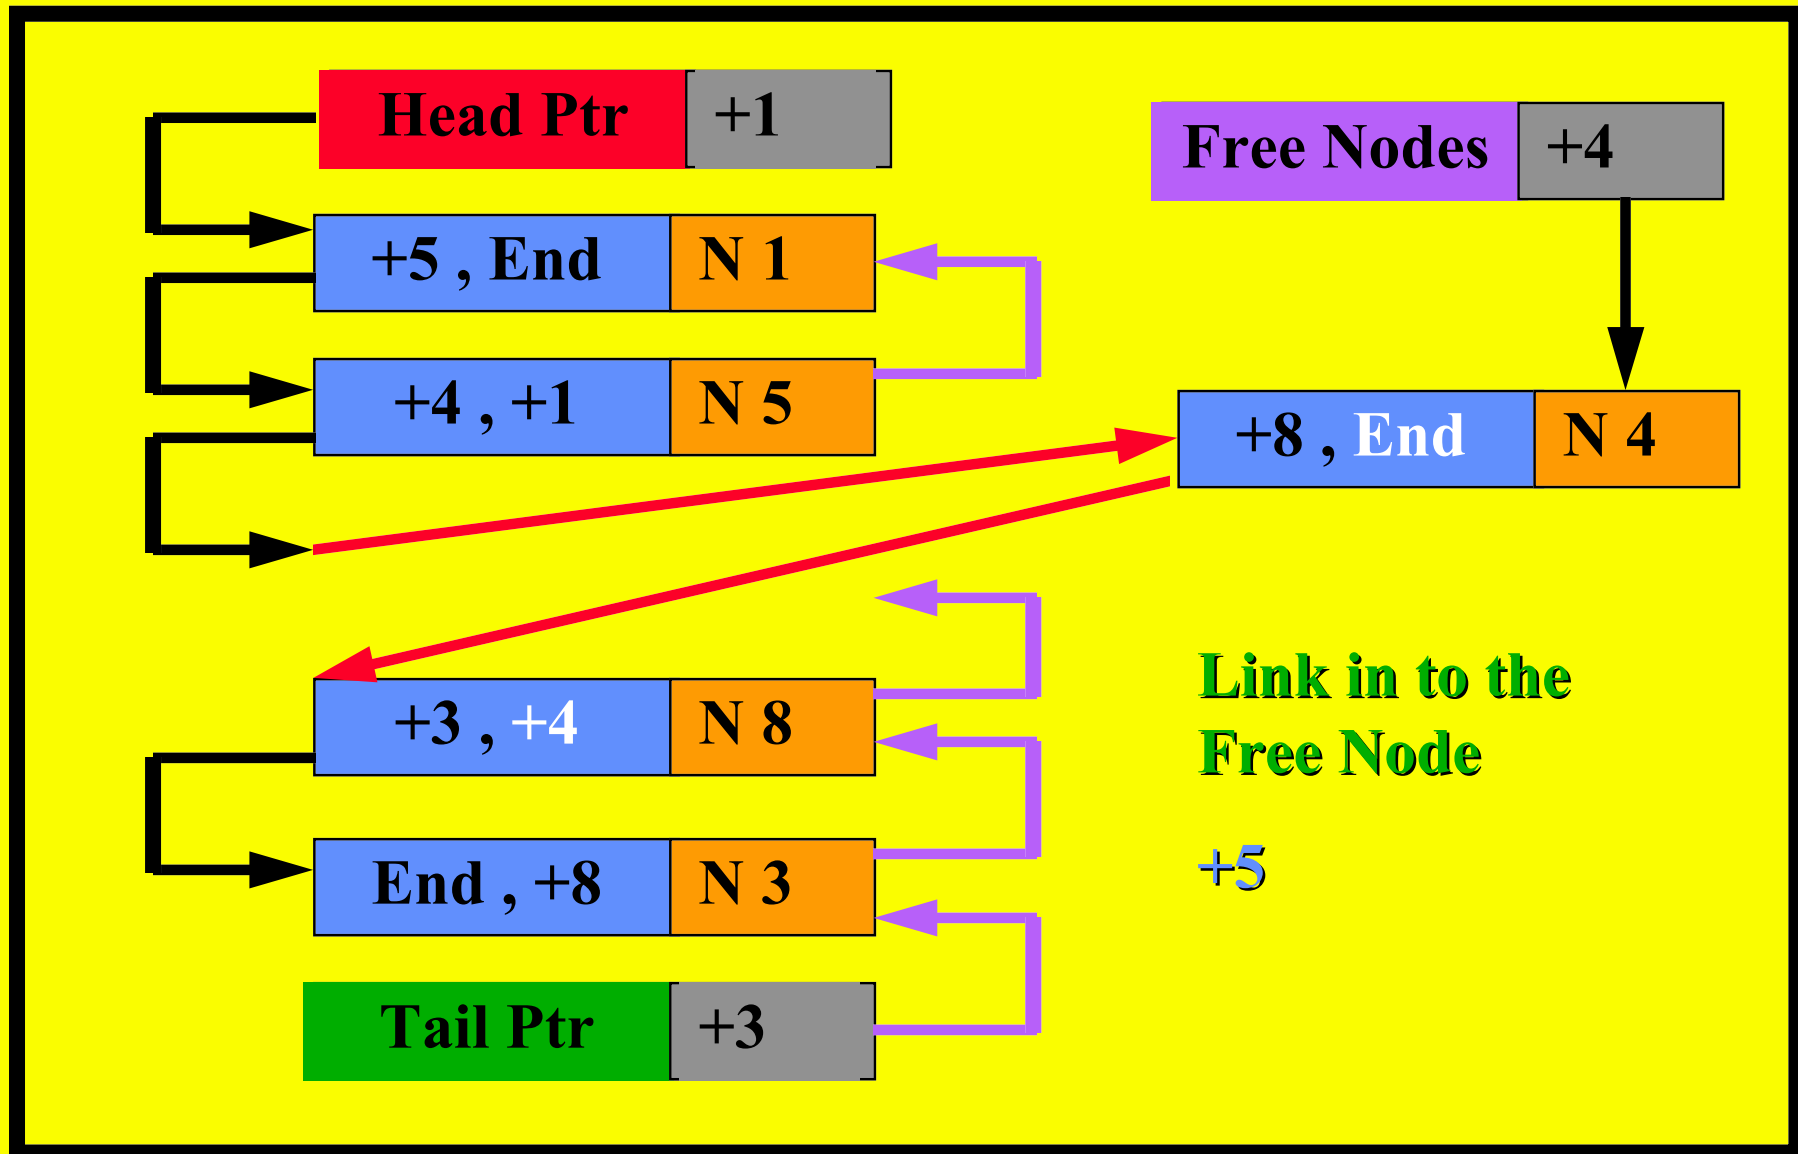 Head Ptr +1
Free Nodes +4
+5 , End N 1
+4 , +1 N 5
+8 , End N 4
+3 , +4 N 8
End , +8 N 3
Tail Ptr +3
Link in to the
Free Node
+5